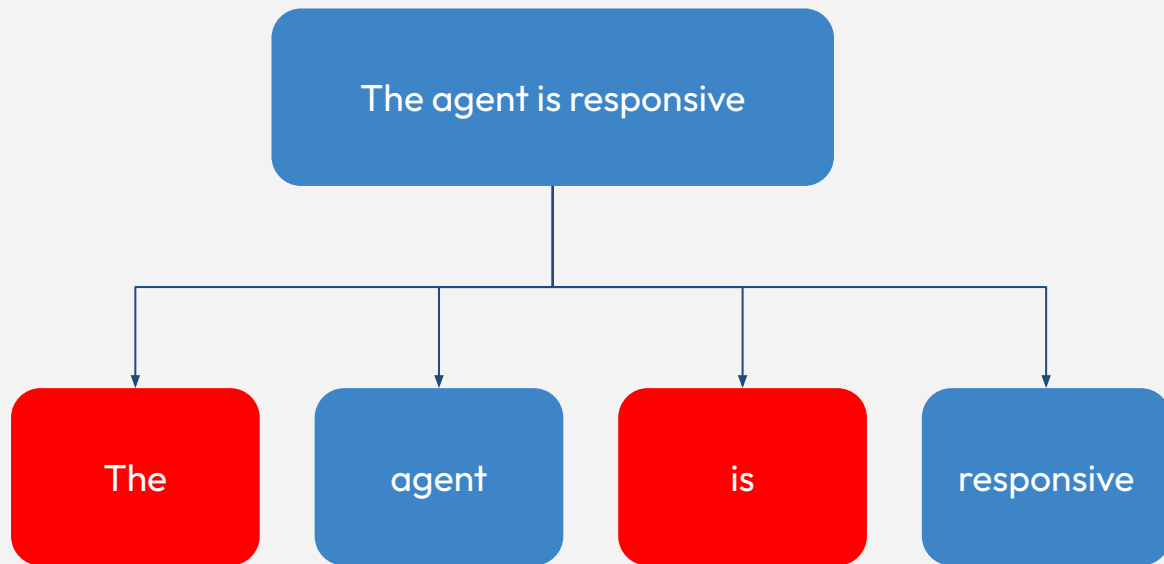 The agent is responsive
The
agent
is
responsive